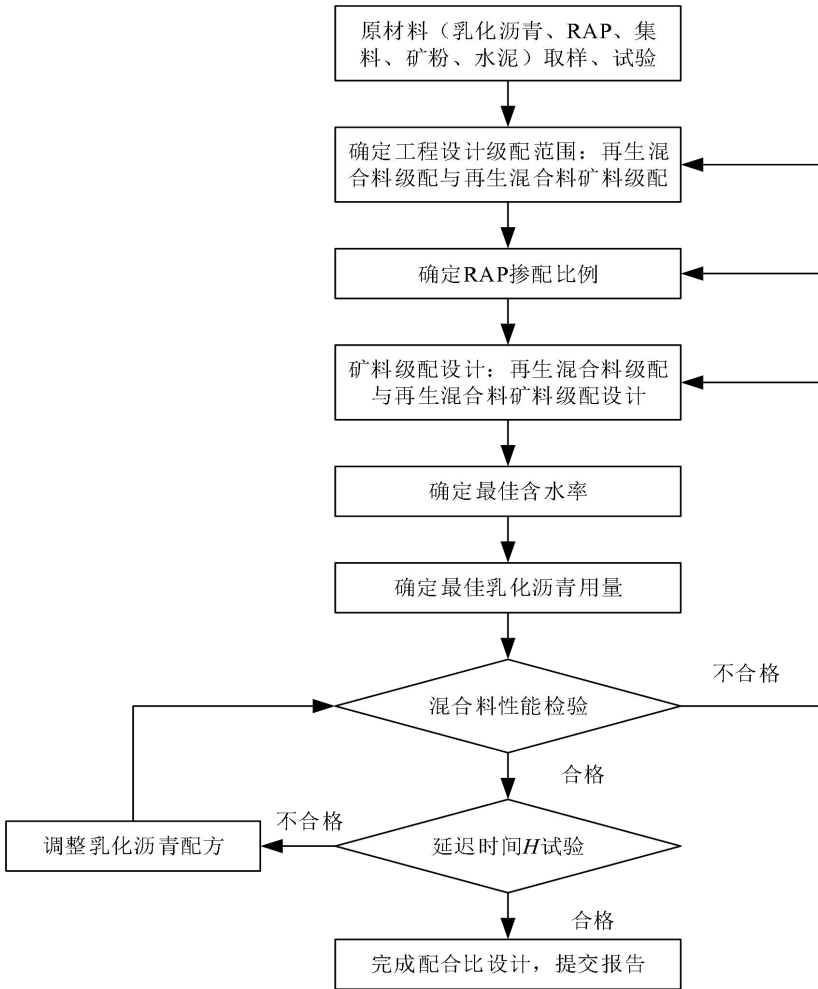 原材料（乳化沥青、RAP、集
料、矿粉、水泥）取样、试验
确定工程设计级配范围：再生混
合料级配与再生混合料矿料级配
确定RAP掺配比例
矿料级配设计：再生混合料级配
与再生混合料矿料级配设计
确定最佳含水率
确定最佳乳化沥青用量
混合料性能检验
不合格
合格
延迟时间H试验
不合格
调整乳化沥青配方
合格
完成配合比设计，提交报告